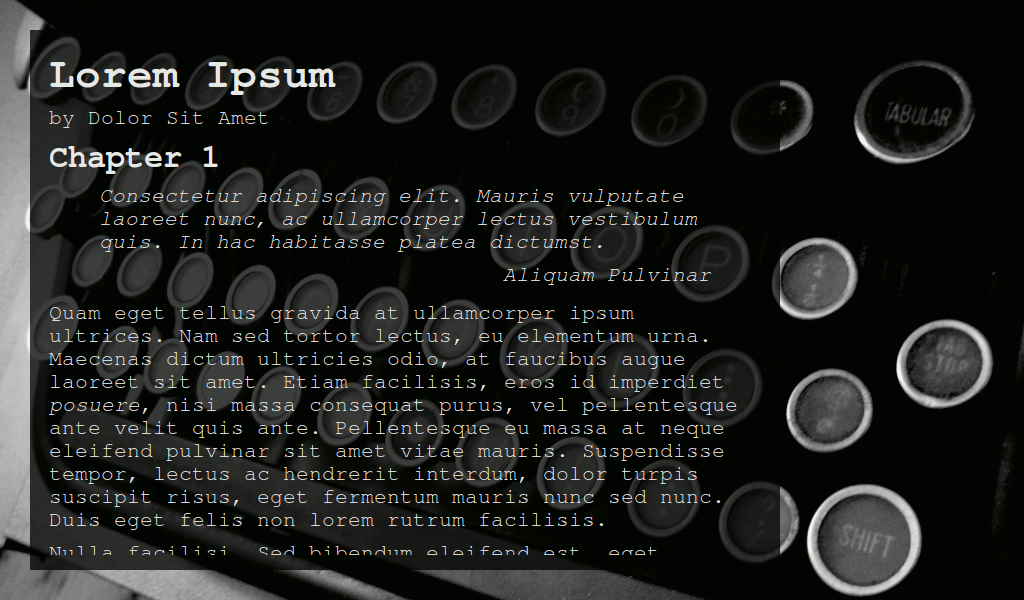 Lorem Ipsum
by Dolor Sit Amet
Chapter 1
Consectetur adipiscing elit. Mauris vulputate
laoreet nunc, ac ullamcorper lectus vestibulum
quis. In hac habitasse platea dictumst.
Aliquam Pulvinar
Quam eget tellus gravida at ullamcorper ipsum
ultrices. Nam sed tortor lectus, eu elementum urna.
Maecenas dictum ultricies odio, at faucibus augue
laoreet sit amet. Etiam facilisis, eros id imperdiet
posuere, nisi massa consequat purus, vel pellentesque
ante velit quis ante. Pellentesque eu massa at neque
eleifend pulvinar sit amet vitae mauris. Suspendisse
tempor, lectus ac hendrerit interdum, dolor turpis
suscipit risus, eget fermentum mauris nunc sed nunc.
Duis eget felis non lorem rutrum facilisis.
Nulla facilisi. Sed bibendum eleifend est, eget
6
7
8
9
0
TABULAR
O
P
TAB
STOP
SHIFT